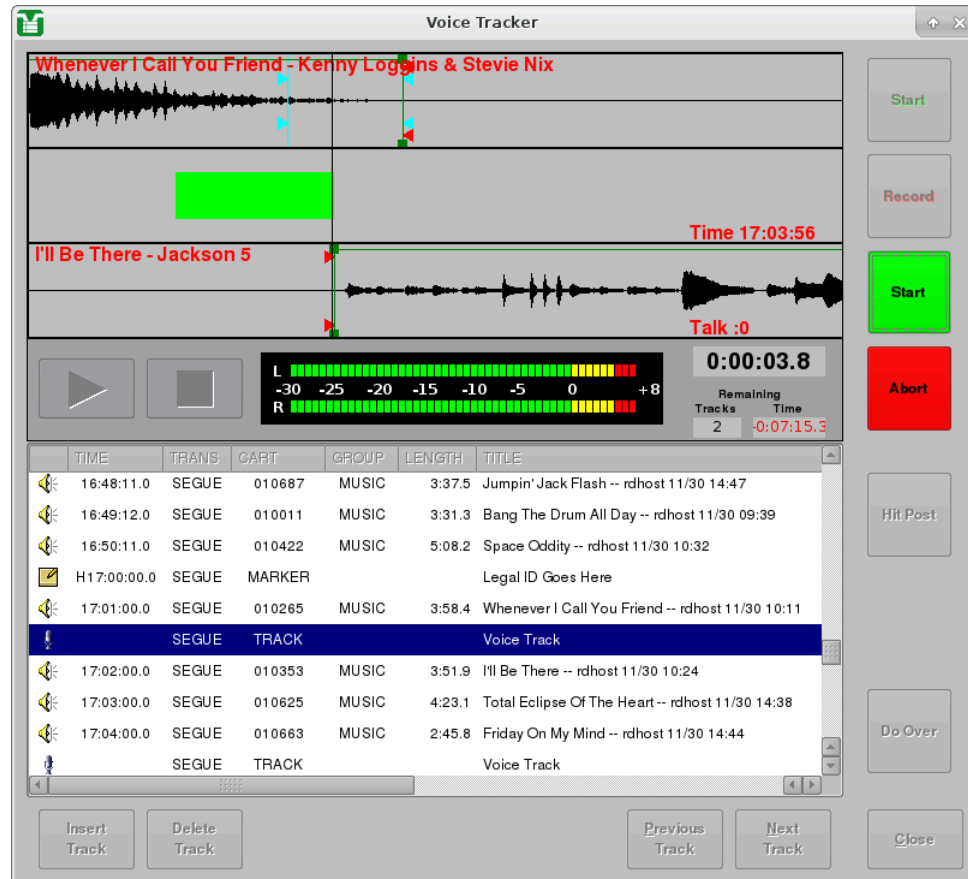 Voice Tracker
Whenever I Call You Friend - Kenny Loggins & Stevie Nix
Start
Record
Time 17:03:56
I'll Be There - Jackson 5
Start
Talk :0
L
-30 -25 -20 -15 -10 -5 0 +8
R
0:00:03.8
Remaining
Tracks Time
2 -0:07:15.3
Abort
TIME TRANS CART GROUP LENGTH TITLE
16:48:11.0 SEGUE 010687 MUSIC 3:37.5 Jumpin' Jack Flash -- rdhost 11/30 14:47
16:49:12.0 SEGUE 010011 MUSIC 3:31.3 Bang The Drum All Day -- rdhost 11/30 09:39
16:50:11.0 SEGUE 010422 MUSIC 5:08.2 Space Oddity -- rdhost 11/30 10:32
H17:00:00.0 SEGUE MARKER Legal ID Goes Here
17:01:00.0 SEGUE 010265 MUSIC 3:58.4 Whenever I Call You Friend -- rdhost 11/30 10:11
SEGUE TRACK Voice Track
17:02:00.0 SEGUE 010353 MUSIC 3:51.9 I'll Be There -- rdhost 11/30 10:24
17:03:00.0 SEGUE 010625 MUSIC 4:23.1 Total Eclipse Of The Heart -- rdhost 11/30 14:38
17:04:00.0 SEGUE 010663 MUSIC 2:45.8 Friday On My Mind -- rdhost 11/30 14:44
SEGUE TRACK Voice Track
Hit Post
Do Over
Insert
Track
Delete
Track
Previous
Track
Next
Track
Close